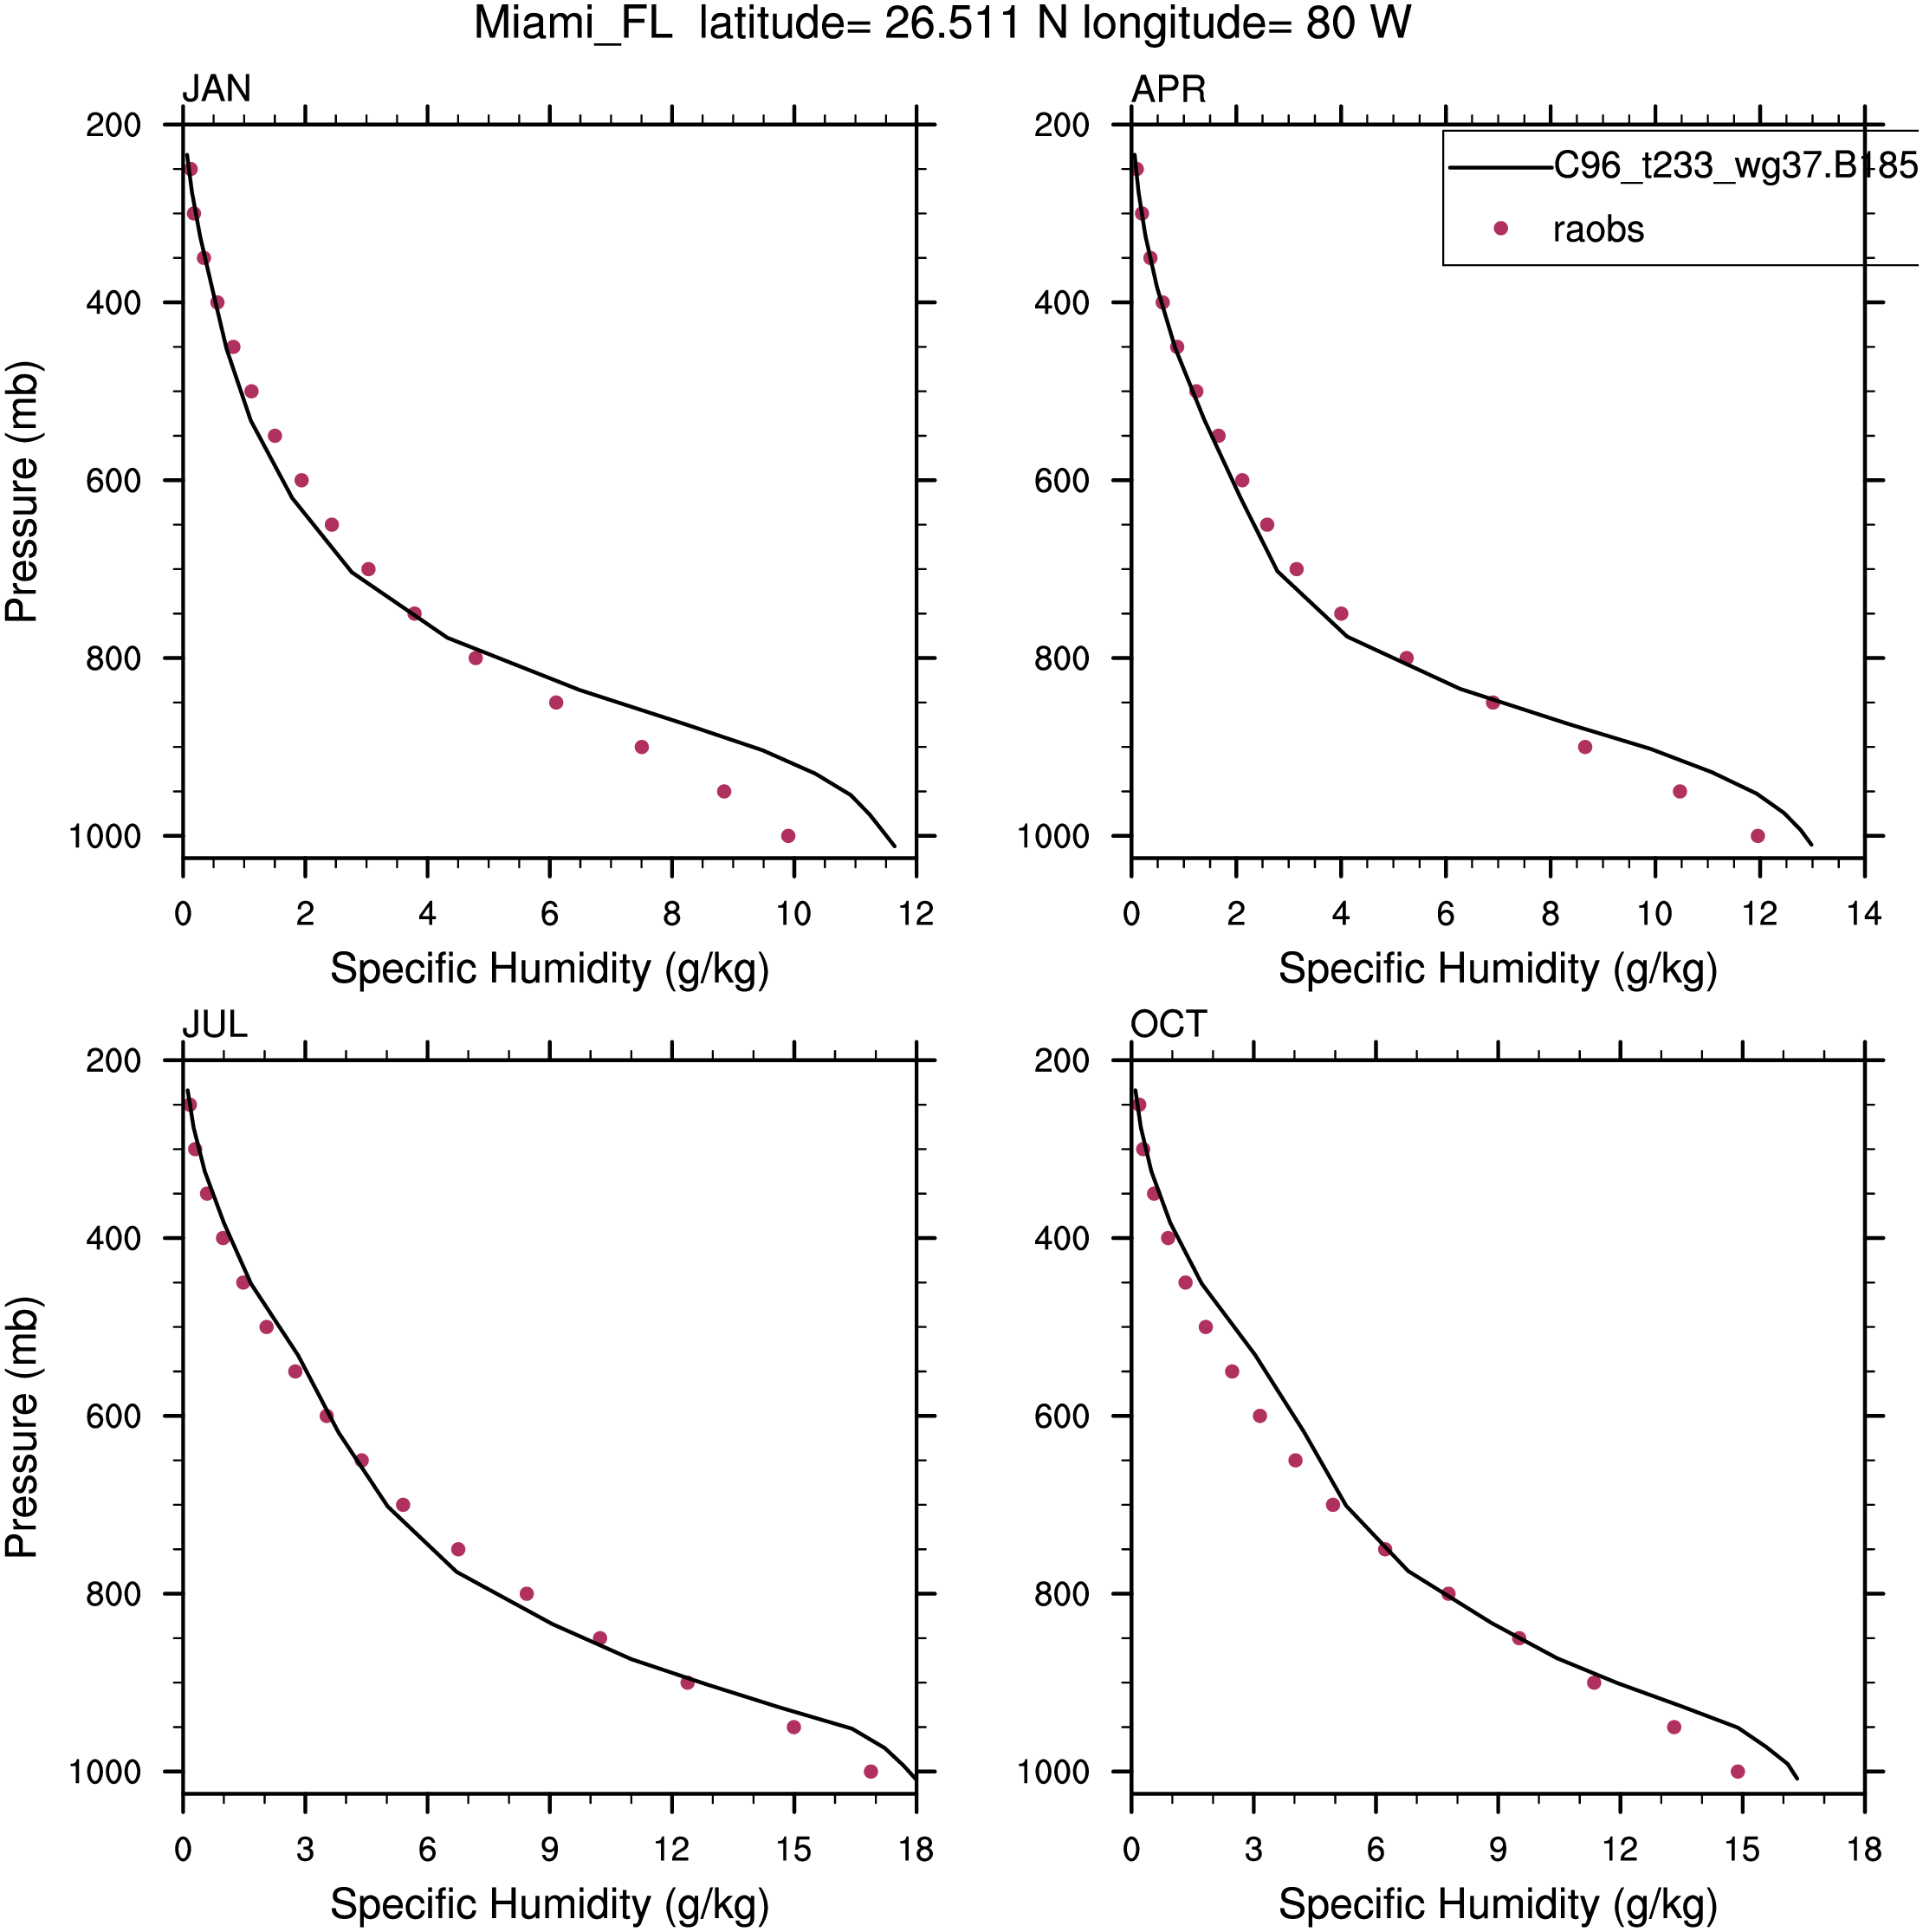 Miami_FL latitude= 26.511 N longitude= 80 W
JAN
200
400
600
800
1000
Pressure (mb)
0 2 4 6 8 10 12
Specific Humidity (g/kg)
APR
200
400
600
800
1000
C96_t233_wg37.B185
raobs
0 2 4 6 8 10 12 14
Specific Humidity (g/kg)
JUL
200
400
600
800
1000
Pressure (mb)
0 3 6 9 12 15 18
Specific Humidity (g/kg)
OCT
200
400
600
800
1000
0 3 6 9 12 15 18
Specific Humidity (g/kg)